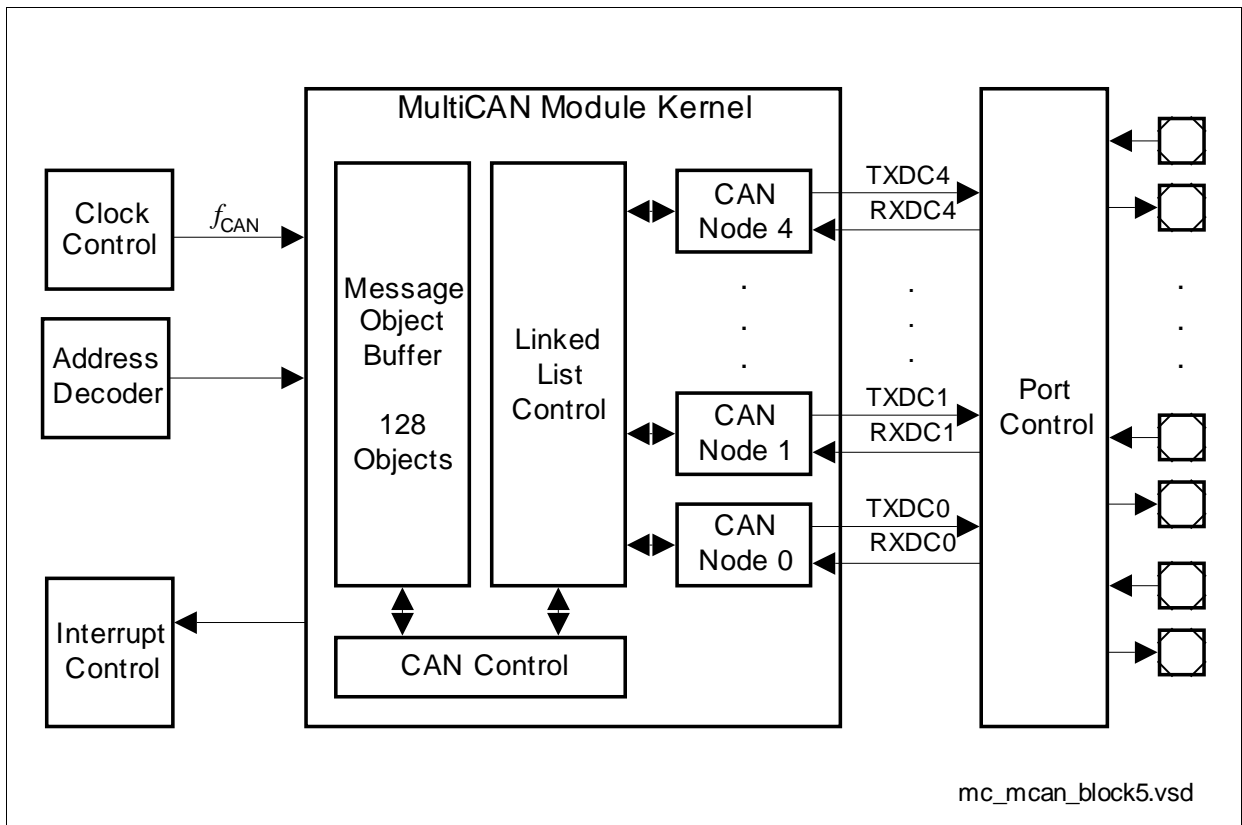 MultiCAN Module Kernel
Clock
Control
fCAN
Address
Decoder
Interrupt
Control
Message
Object
Buffer
128
Objects
Linked
List
Control
CAN Control
CAN
Node 4
CAN
Node 1
CAN
Node 0
TXDC4
RXDC4
TXDC1
RXDC1
TXDC0
RXDC0
Port
Control
mc_mcan_block5.vsd